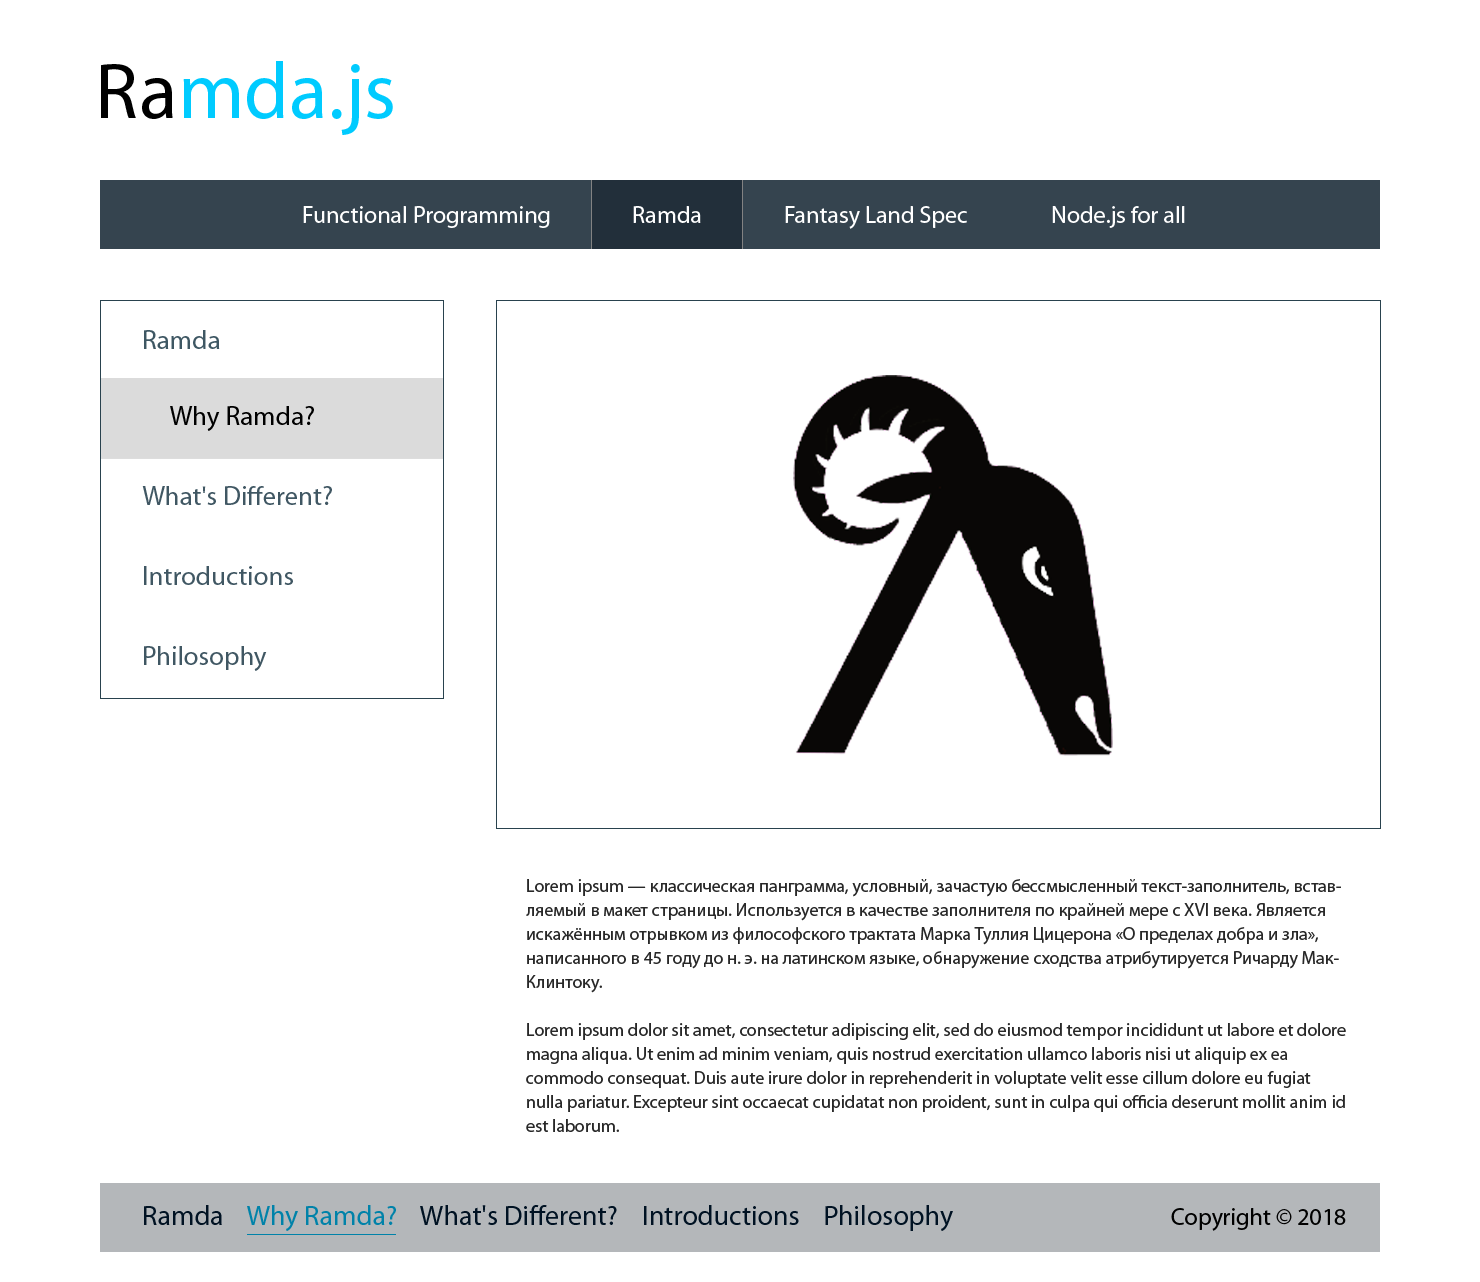 Ramda.js
Functional Programming
Ramda
Fantasy Land Spec
Node.js for all
Ramda
Why Ramda?
What's Different?
Introductions
Philosophy
Lorem ipsum — классическая панграмма, условный, зачастую бессмысленный текст-заполнитель, встав-
ляемый в макет страницы. Используется в качестве заполнителя по крайней мере с XVI века. Является
искажённым отрывком из философского трактата Марка Туллия Цицерона «О пределах добра и зла»,
написанного в 45 году до н. э. на латинском языке, обнаружение сходства атрибутируется Ричарду Мак-
Клинтоку.
Lorem ipsum dolor sit amet, consectetur adipiscing elit, sed do eiusmod tempor incididunt ut labore et dolore
magna aliqua. Ut enim ad minim veniam, quis nostrud exercitation ullamco laboris nisi ut aliquip ex ea
commodo consequat. Duis aute irure dolor in reprehenderit in voluptate velit esse cillum dolore eu fugiat
nulla pariatur. Excepteur sint occaecat cupidatat non proident, sunt in culpa qui officia deserunt mollit anim id
est laborum.
Ramda Why Ramda? What's Different? Introductions Philosophy Copyright © 2018